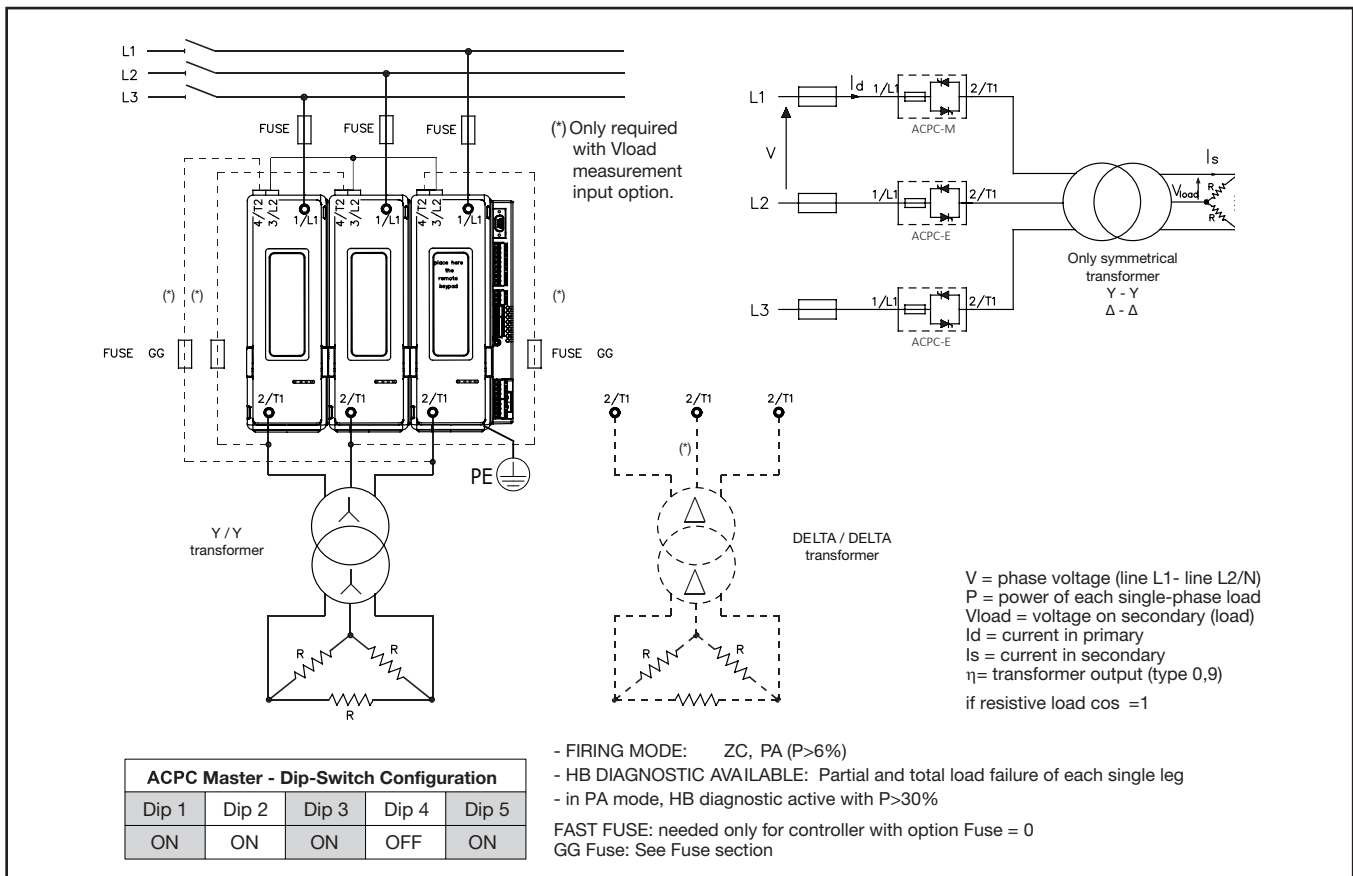 L1
L2
L3
FUSE FUSE FUSE
(*) Only required
with Vload
measurement
input option.
4/T2
3/L2
1/L1
4/T2
3/L2
1/L1
4/T2
3/L2
1/L1
place here
the
remote
keypad
(*) (*) (*)
FUSE GG
FUSE GG
2/T1 2/T1 2/T1
PE
Y / Y
transformer
R R
R
L1 Id 1/L1 2/T1
ACPC-M
V
L2 1/L1 2/T1
ACPC-E
L3 1/L1 2/T1
ACPC-E
Is
Vload
R
R
Only symmetrical
transformer
Y - Y
Δ - Δ
2/T1 2/T1 2/T1
(*)
DELTA / DELTA
transformer
R R
V = phase voltage (line L1- line L2/N)
P = power of each single-phase load
Vload = voltage on secondary (load)
Id = current in primary
Is = current in secondary
η= transformer output (type 0,9)
if resistive load cos =1
ACPC Master - Dip-Switch Configuration
Dip 1 Dip 2 Dip 3 Dip 4 Dip 5
ON ON ON OFF ON
- FIRING MODE: ZC, PA (P>6%)
- HB DIAGNOSTIC AVAILABLE: Partial and total load failure of each single leg
- in PA mode, HB diagnostic active with P>30%
FAST FUSE: needed only for controller with option Fuse = 0
GG Fuse: See Fuse section